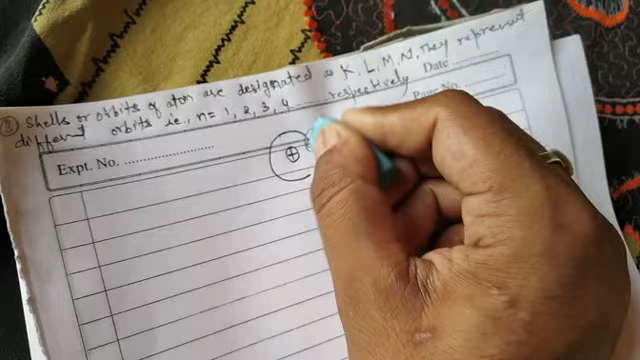 ③ Shells or orbits of atom are designated as K, L, M, N, They represent
different orbits i.e., n = 1, 2, 3, 4 ........ respectively
Date ..............
Expt. No. ..............................
Page No.